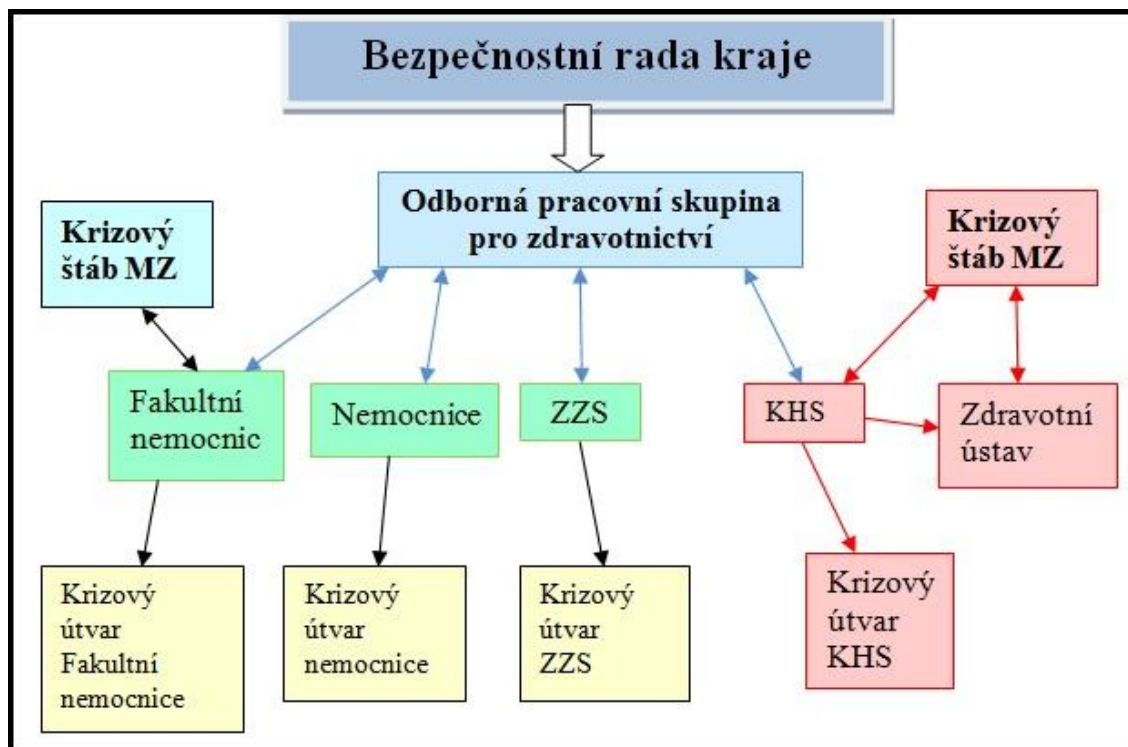 Bezpečnostní rada kraje
Odborná pracovní skupina
pro zdravotnictví
Krizový
štáb MZ
Krizový
štáb MZ
Fakultní
nemocnic
Nemocnice
ZZS
KHS
Zdravotní
ústav
Krizový
útvar
Fakultní
nemocnice
Krizový
útvar
nemocnice
Krizový
útvar
ZZS
Krizový
útvar
KHS